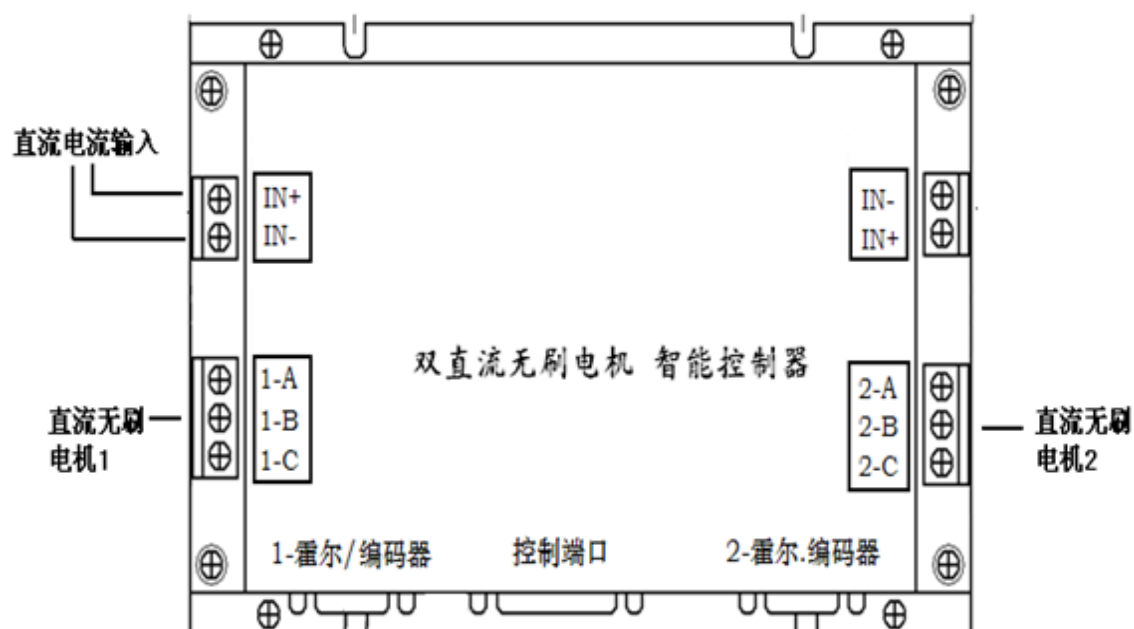 直流电流输入
IN+
IN-
IN-
IN+
双直流无刷电机 智能控制器
1-A
1-B
1-C
直流无刷
电机1
2-A
2-B
2-C
直流无刷
电机2
1-霍尔/编码器
控制端口
2-霍尔.编码器